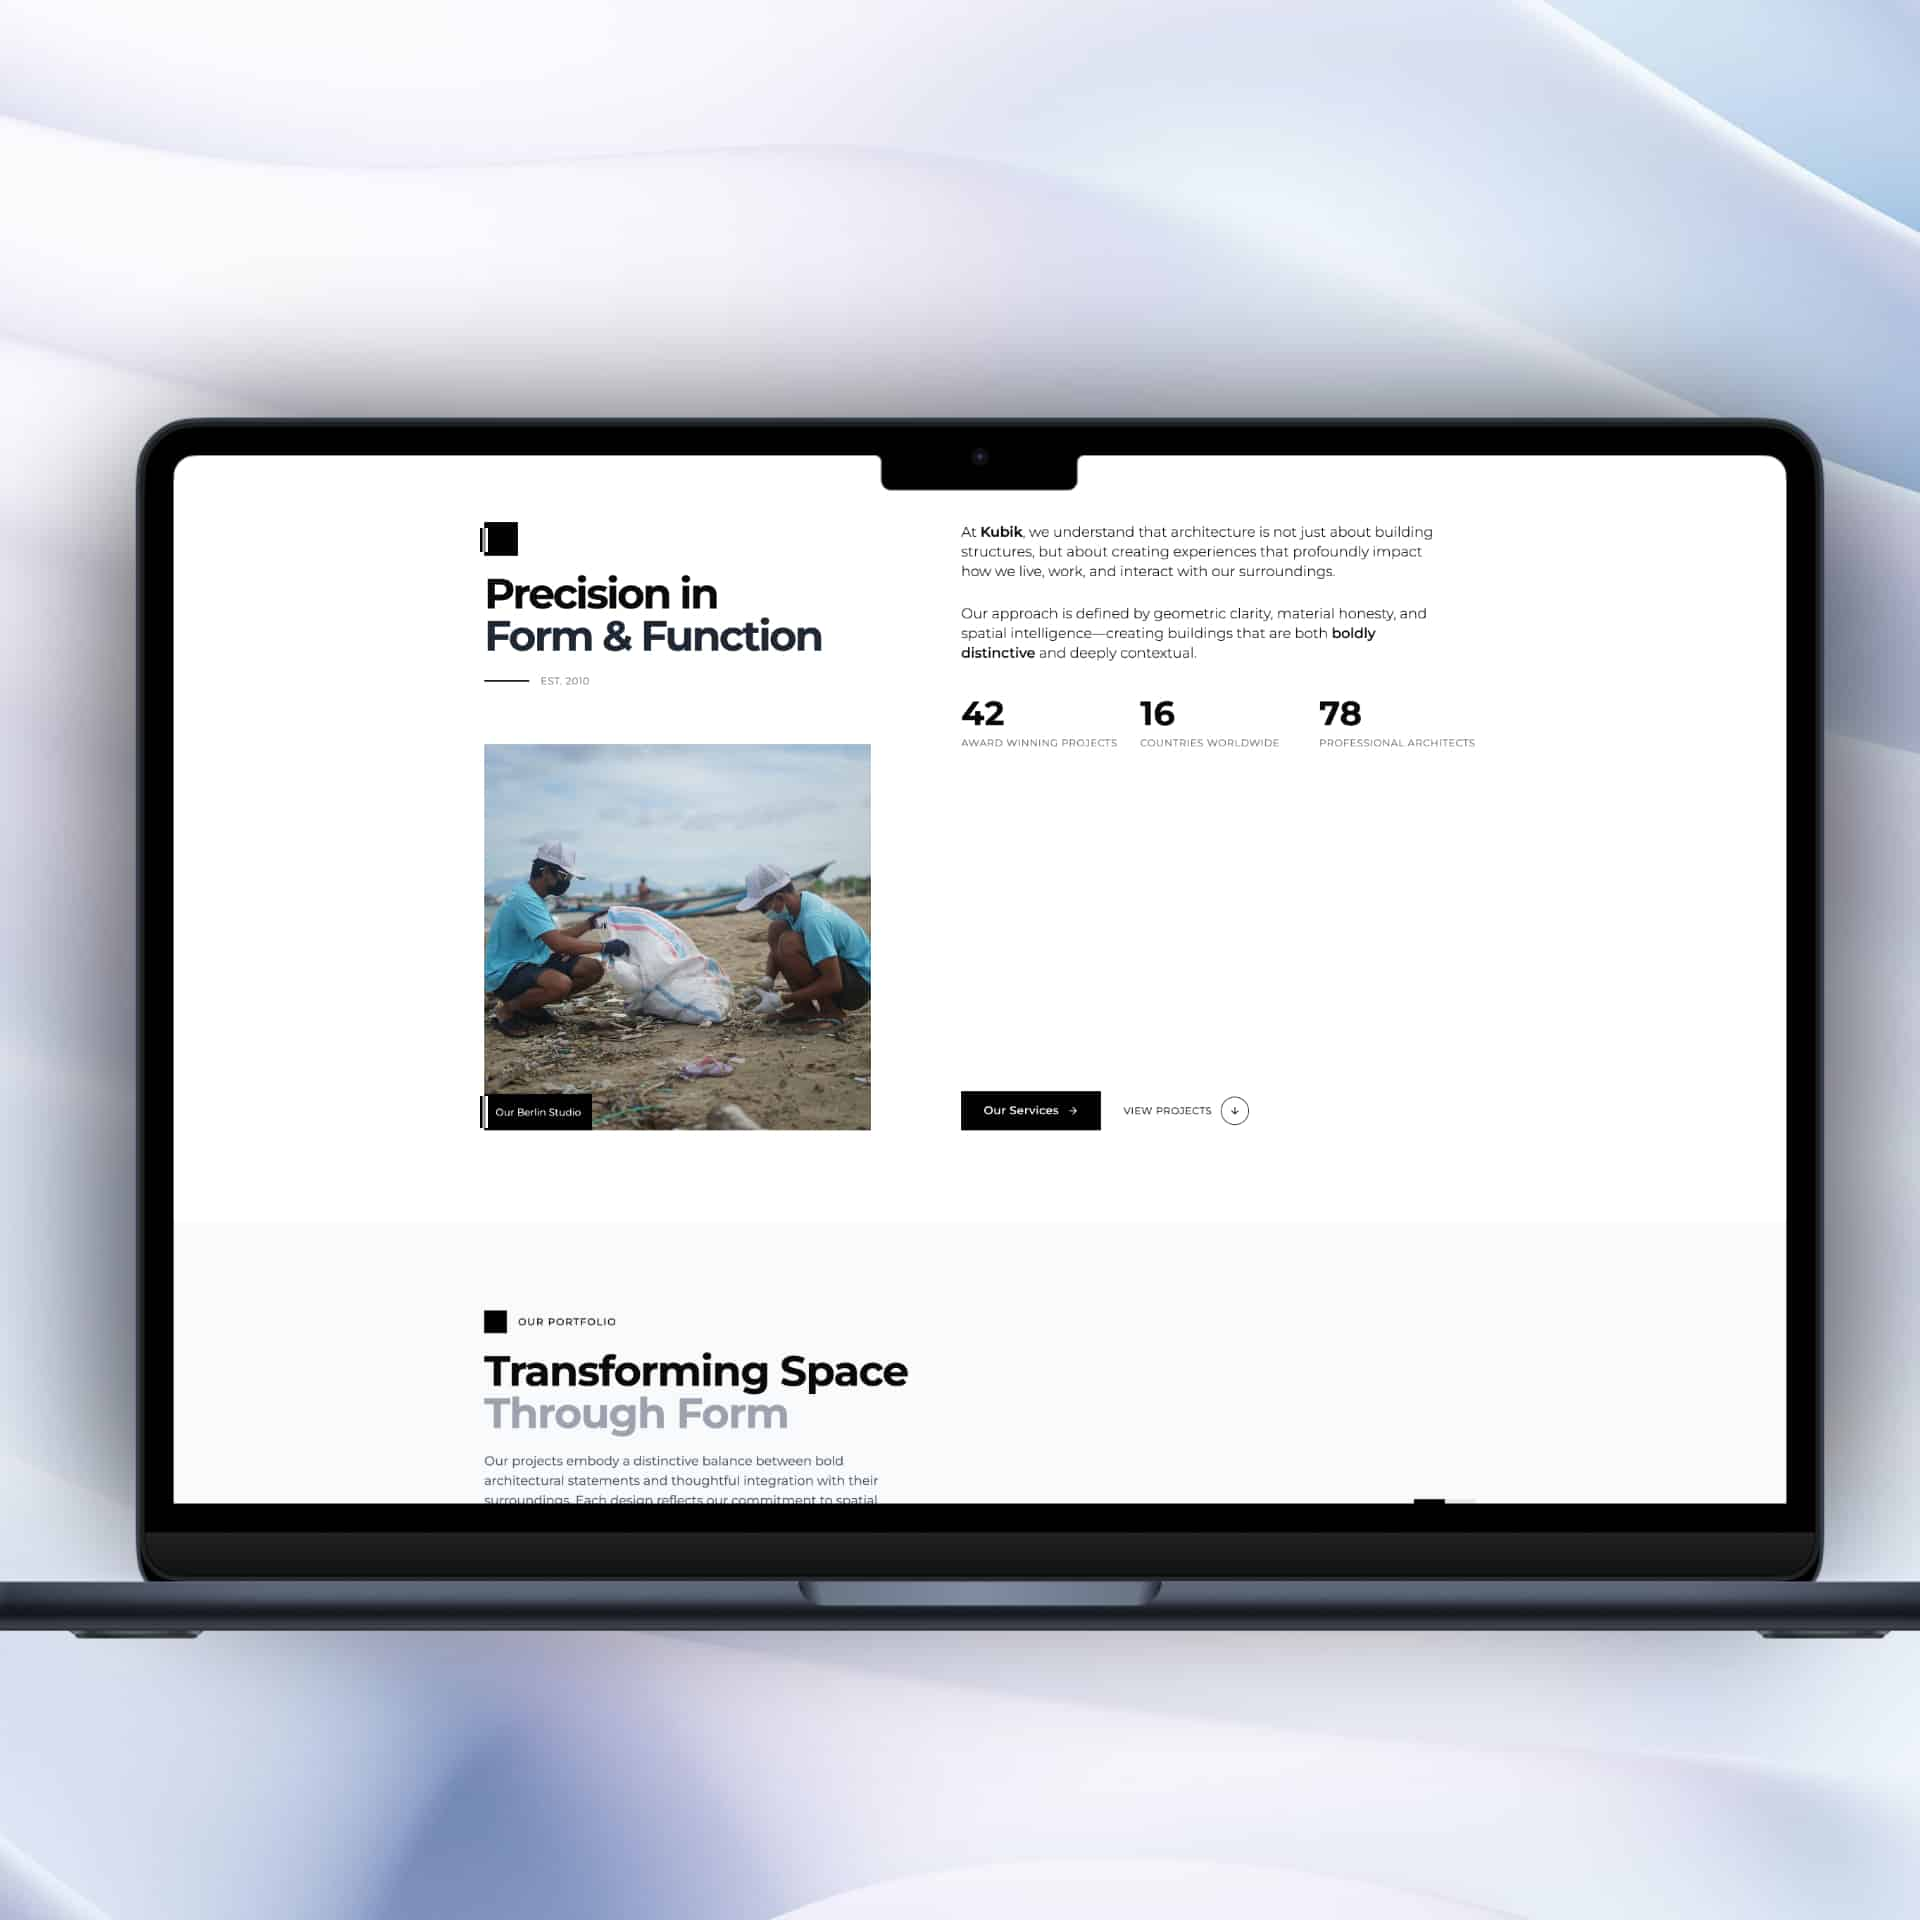 Precision in
Form & Function
EST. 2010
Our Berlin Studio
At Kubik, we understand that architecture is not just about building
structures, but about creating experiences that profoundly impact
how we live, work, and interact with our surroundings.
Our approach is defined by geometric clarity, material honesty, and
spatial intelligence—creating buildings that are both boldly
distinctive and deeply contextual.
42
AWARD WINNING PROJECTS
16
COUNTRIES WORLDWIDE
78
PROFESSIONAL ARCHITECTS
Our Services
VIEW PROJECTS
OUR PORTFOLIO
Transforming Space
Through Form
Our projects embody a distinctive balance between bold
architectural statements and thoughtful integration with their
surroundings. Each design reflects our commitment to spatial